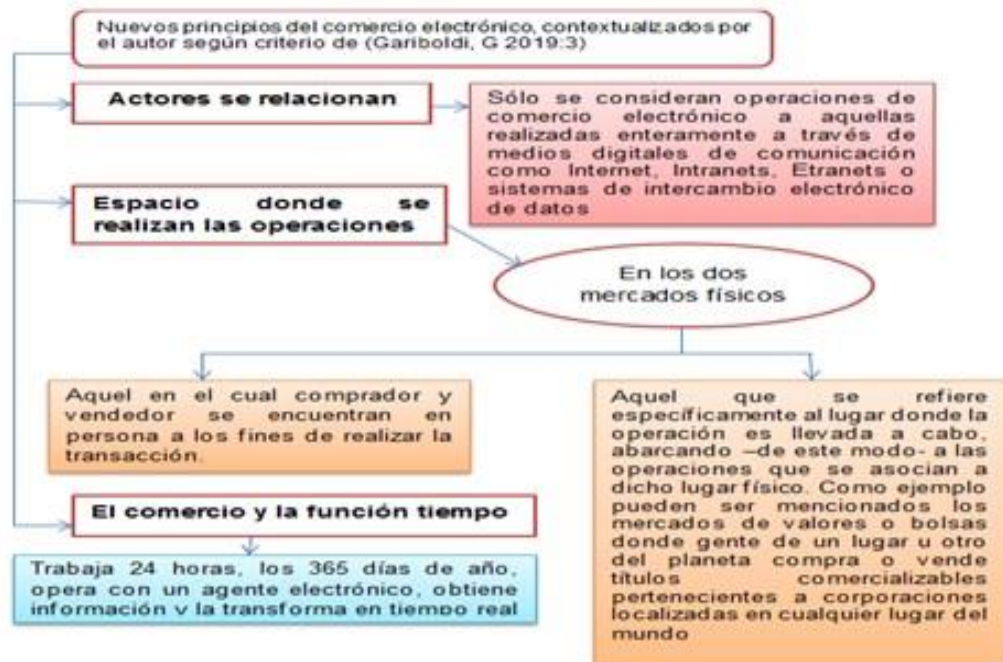 Nuevos principios del comercio electrónico, contextualizados por
el autor según criterio de (Gariboldi, G 2019:3)
Actores se relacionan
Sólo se consideran operaciones de
comercio electrónico a aquellas
realizadas enteramente a través de
medios digitales de comunicación
como Internet, Intranets, Etranets o
sistemas de intercambio electrónico
de datos
Espacio donde se
realizan las operaciones
En los dos
mercados físicos
Aquel en el cual comprador y
vendedor se encuentran en
persona a los fines de realizar la
transacción.
Aquel que se refiere
específicamente al lugar donde la
operación es llevada a cabo,
abarcando –de este modo- a las
operaciones que se asocian a
dicho lugar físico. Como ejemplo
pueden ser mencionados los
mercados de valores o bolsas
donde gente de un lugar u otro
del planeta compra o vende
títulos comercializables
pertenecientes a corporaciones
localizadas en cualquier lugar del
mundo
El comercio y la función tiempo
Trabaja 24 horas, los 365 días de año,
opera con un agente electrónico, obtiene
información y la transforma en tiempo real